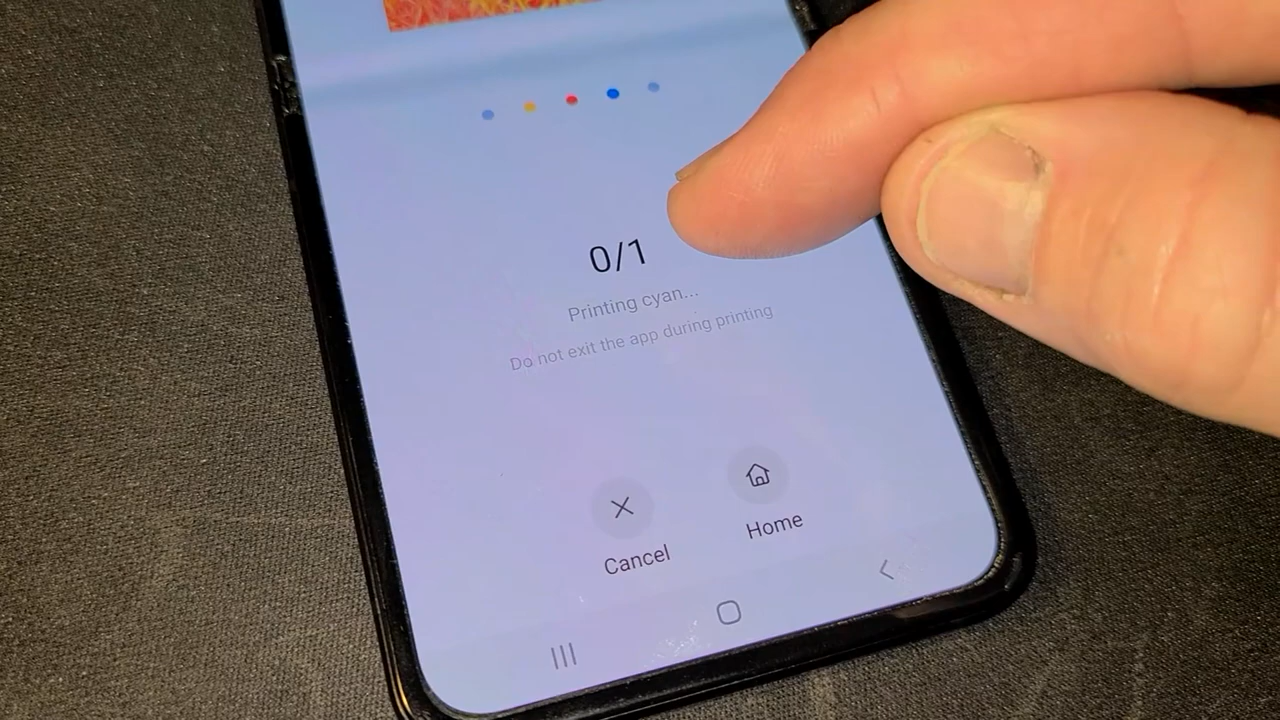 0/1
Printing cyan...
Do not exit the app during printing
Cancel
Home